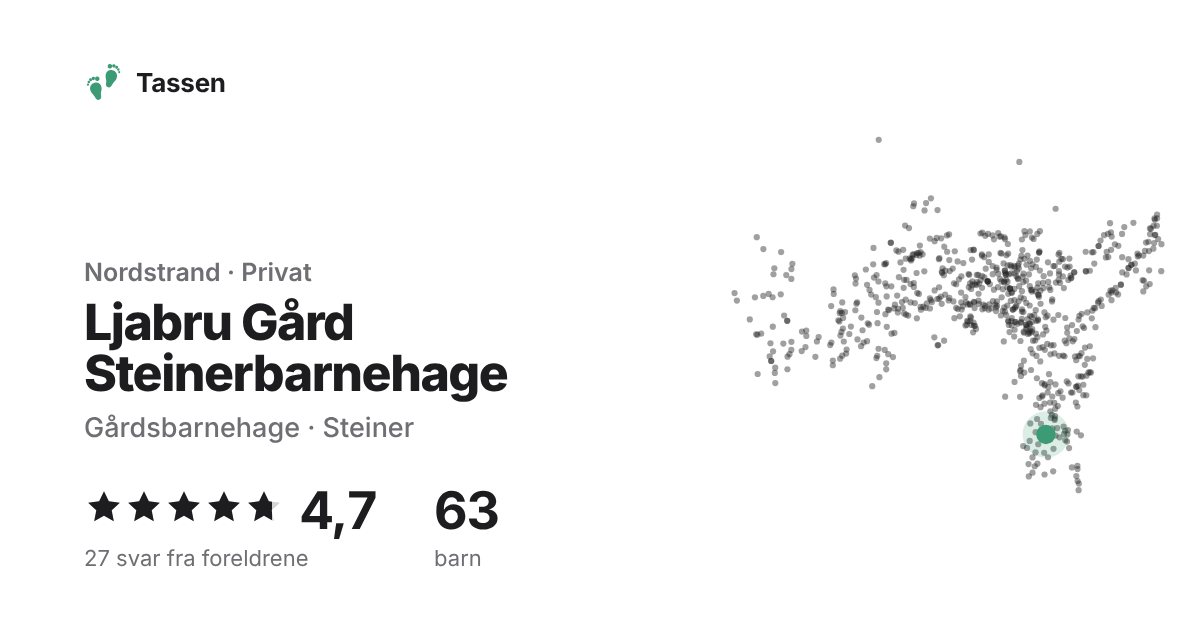 Tassen
Nordstrand · Privat
Ljabru Gård
Steinerbarnehage
Gårdsbarnehage · Steiner
4,7
63
27 svar fra foreldrene
barn